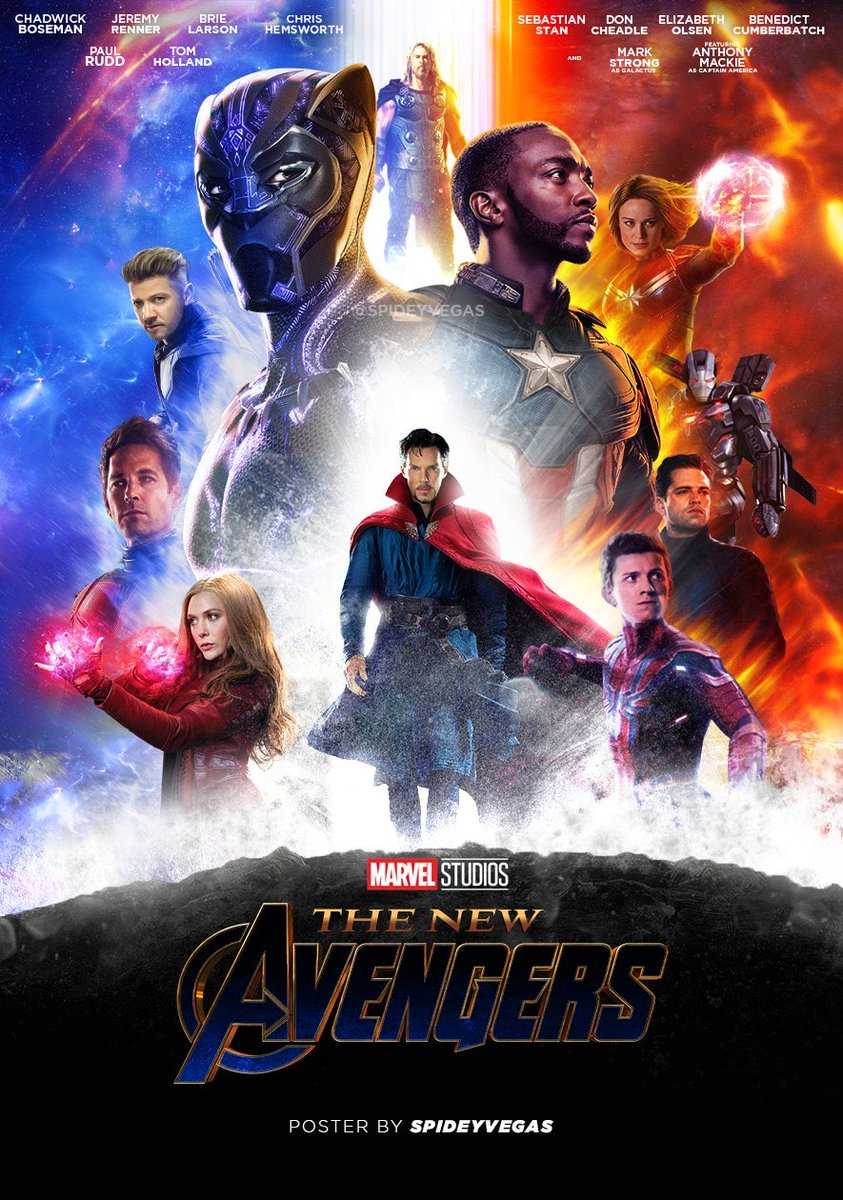 CHADWICK BOSEMAN
JEREMY RENNER
BRIE LARSON
CHRIS HEMSWORTH
PAUL RUDD
TOM HOLLAND
SEBASTIAN STAN
DON CHEADLE
ELIZABETH OLSEN
BENEDICT CUMBERBATCH
AND
MARK STRONG
AS GALACTUS
FEATURING
ANTHONY MACKIE
AS CAPTAIN AMERICA
@SPIDEYVEGAS
MARVEL STUDIOS
THE NEW
AVENGERS
POSTER BY SPIDEYVEGAS